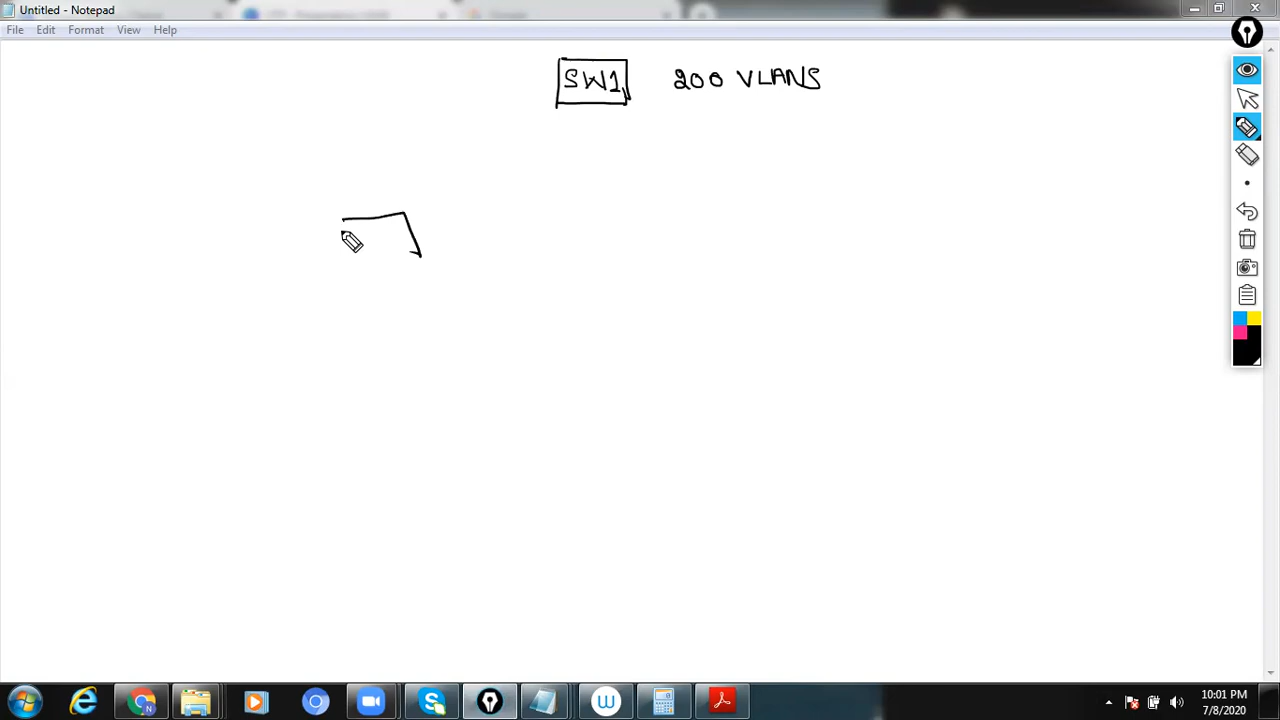 Untitled - Notepad
File Edit Format View Help
SW1 200 VLANS
10:01 PM
7/8/2020